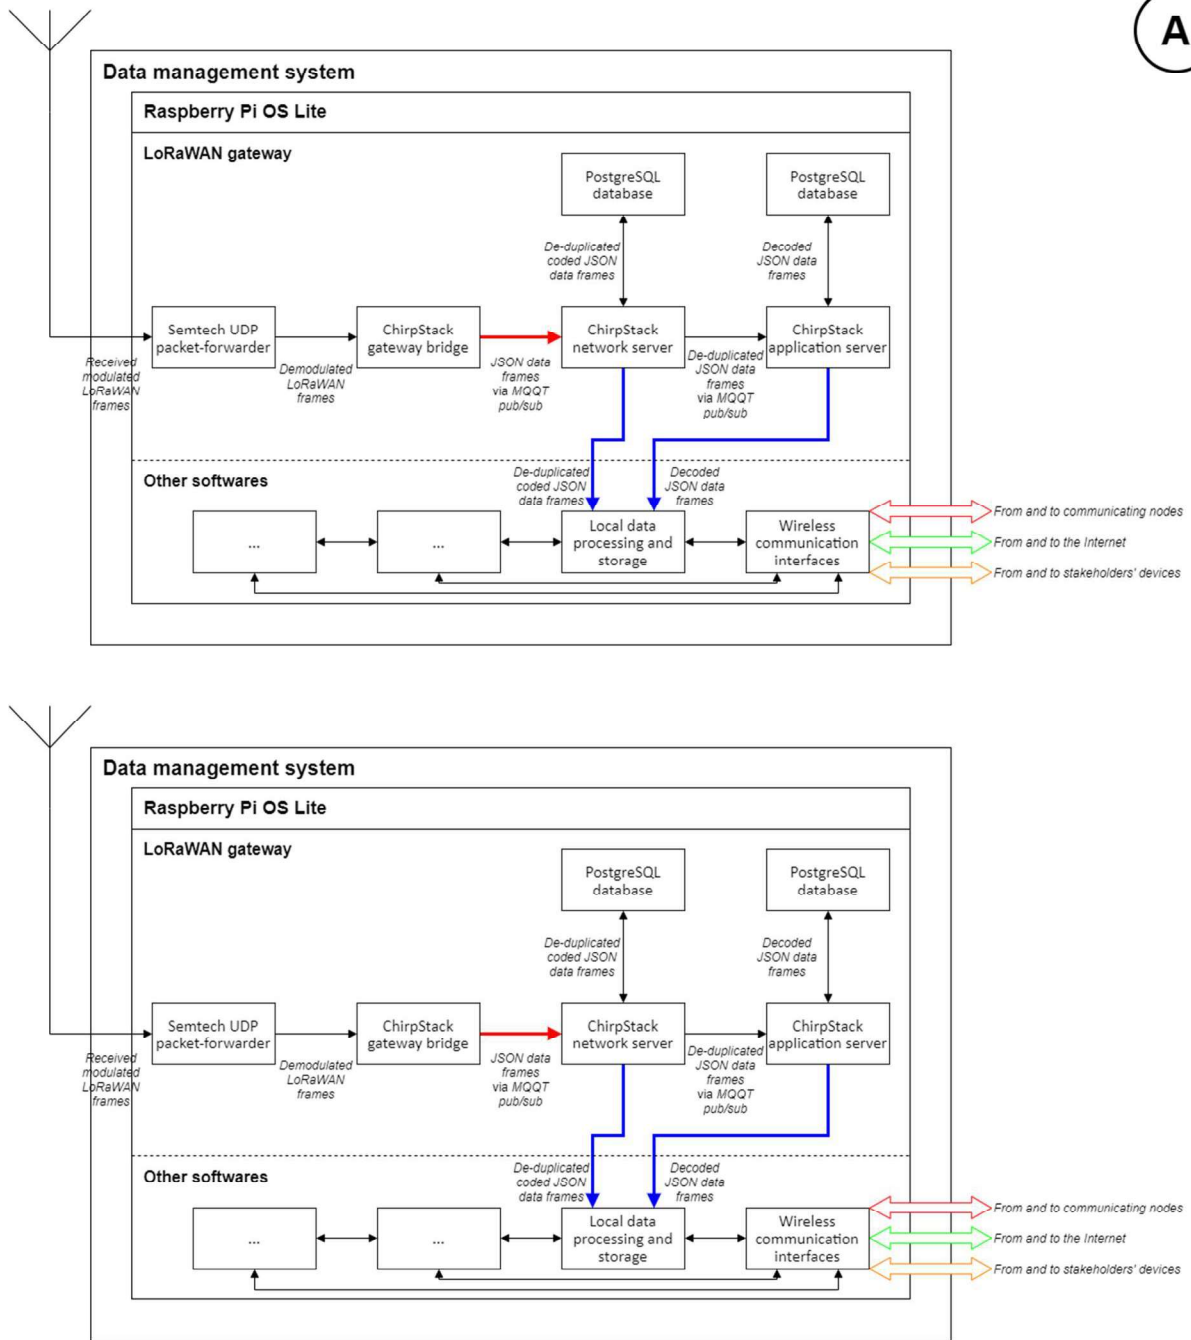 A
Data management system
Raspberry Pi OS Lite
LoRaWAN gateway
PostgreSQL
database
PostgreSQL
database
De-duplicated
coded JSON
data frames
Decoded
JSON data
frames
Semtech UDP
packet-forwarder
ChirpStack
gateway bridge
ChirpStack
network server
ChirpStack
application server
Received
modulated
LoRaWAN
frames
Demodulated
LoRaWAN
frames
JSON data
frames
via MQQT
pub/sub
De-duplicated
JSON data
frames
via MQQT
pub/sub
Other softwares
De-duplicated
coded JSON
data frames
Decoded
JSON data
frames
...
...
Local data
processing and
storage
Wireless
communication
interfaces
From and to communicating nodes
From and to the Internet
From and to stakeholders' devices
Data management system
Raspberry Pi OS Lite
LoRaWAN gateway
PostgreSQL
database
PostgreSQL
database
De-duplicated
coded JSON
data frames
Decoded
JSON data
frames
Semtech UDP
packet-forwarder
ChirpStack
gateway bridge
ChirpStack
network server
ChirpStack
application server
Received
modulated
LoRaWAN
frames
Demodulated
LoRaWAN
frames
JSON data
frames
via MQQT
pub/sub
De-duplicated
JSON data
frames
via MQQT
pub/sub
Other softwares
De-duplicated
coded JSON
data frames
Decoded
JSON data
frames
...
...
Local data
processing and
storage
Wireless
communication
interfaces
From and to communicating nodes
From and to the Internet
From and to stakeholders' devices